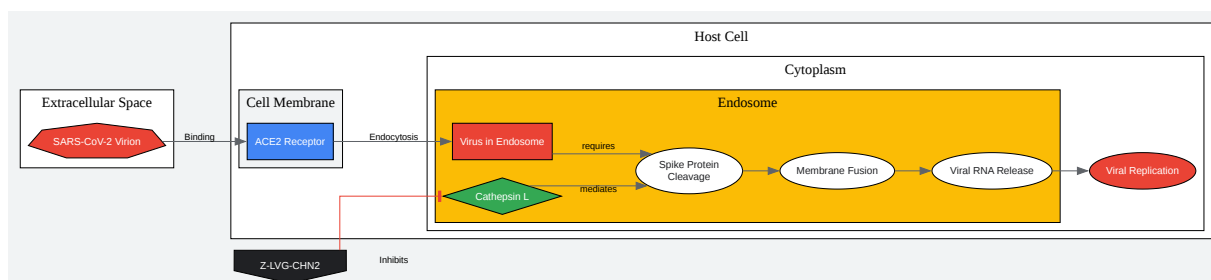 Host Cell
Cytoplasm
Extracellular Space
Cell Membrane
Endosome
SARS-CoV-2 Virion
Binding
ACE2 Receptor
Endocytosis
Virus in Endosome
requires
Spike Protein
Cleavage
Membrane Fusion
Viral RNA Release
Viral Replication
Cathepsin L
mediates
Z-LVG-CHN2
Inhibits